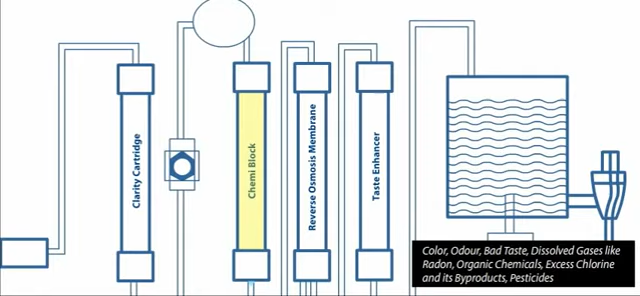 Clarity Cartridge
Chemi Block
Reverse Osmosis Membrane
Taste Enhancer
Color, Odour, Bad Taste, Dissolved Gases like
Radon, Organic Chemicals, Excess Chlorine
and its Byproducts, Pesticides